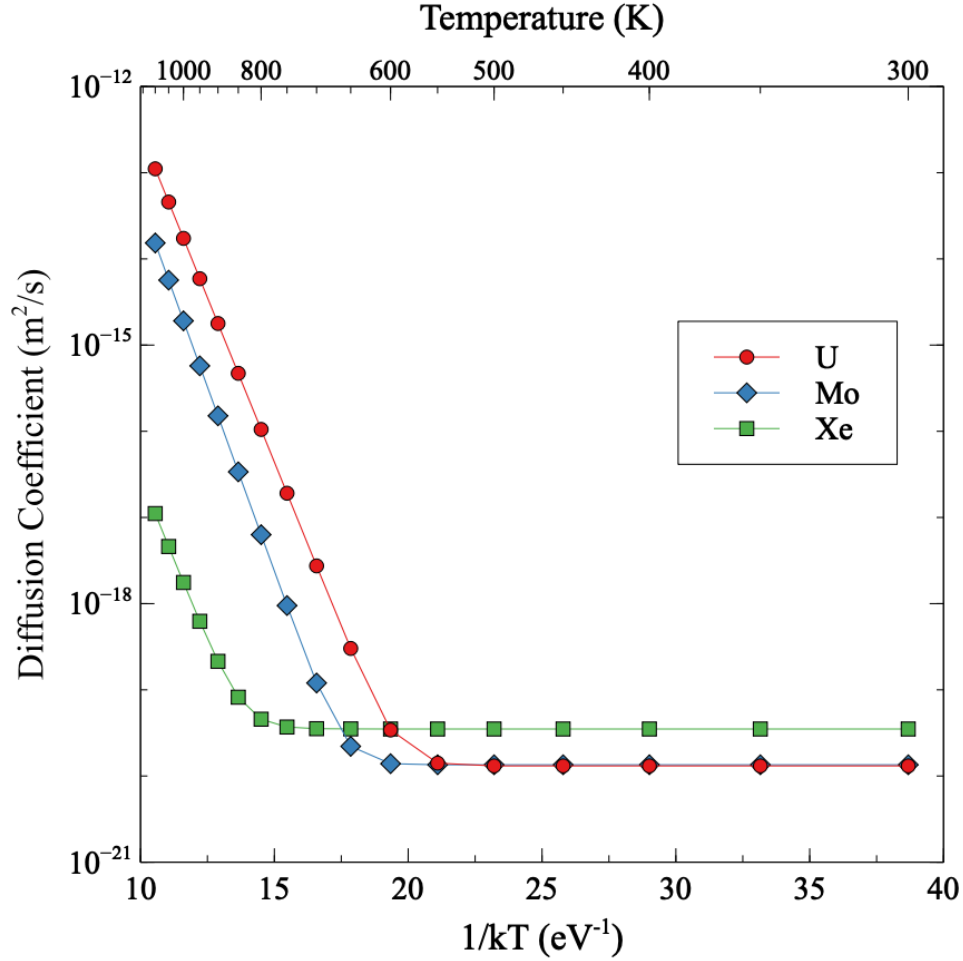 Temperature (K)
1000 800 600 500 400 300
10⁻¹²
10⁻¹⁵
10⁻¹⁸
10⁻²¹
Diffusion Coefficient (m²/s)
U
Mo
Xe
10 15 20 25 30 35 40
1/kT (eV⁻¹)